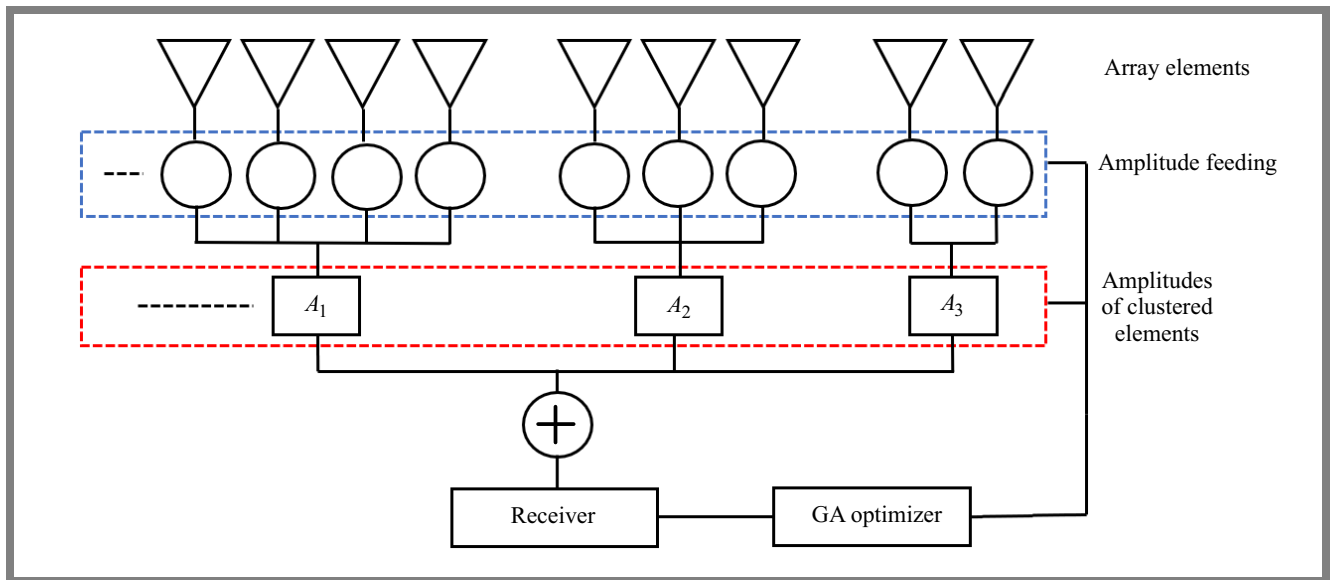 Array elements
Amplitude feeding
A1
A2
A3
Amplitudes
of clustered
elements
Receiver
GA optimizer